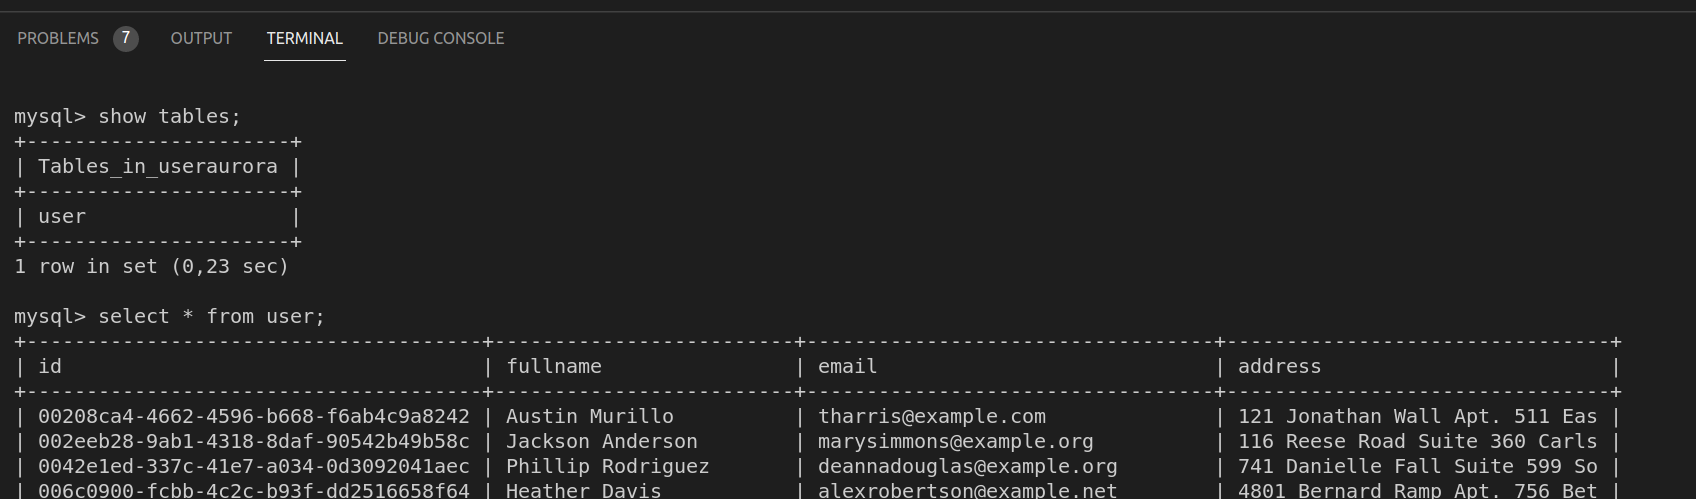 PROBLEMS 7 OUTPUT TERMINAL DEBUG CONSOLE
mysql> show tables;
+----------------------+
| Tables_in_useraurora |
+----------------------+
| user                 |
+----------------------+
1 row in set (0,23 sec)
mysql> select * from user;
+--------------------------------------+-------------------------+----------------------------------+--------------------------------+
| id                                   | fullname                | email                            | address                        |
+--------------------------------------+-------------------------+----------------------------------+--------------------------------+
| 00208ca4-4662-4596-b668-f6ab4c9a8242 | Austin Murillo          | tharris@example.com              | 121 Jonathan Wall Apt. 511 Eas |
| 002eeb28-9ab1-4318-8daf-90542b49b58c | Jackson Anderson        | marysimmons@example.org          | 116 Reese Road Suite 360 Carls |
| 0042e1ed-337c-41e7-a034-0d3092041aec | Phillip Rodriguez       | deannadouglas@example.org        | 741 Danielle Fall Suite 599 So |
| 006c0900-fcbb-4c2c-b93f-dd2516658f64 | Heather Davis           | alexrobertson@example.net        | 4801 Bernard Ramp Apt. 756 Bet |